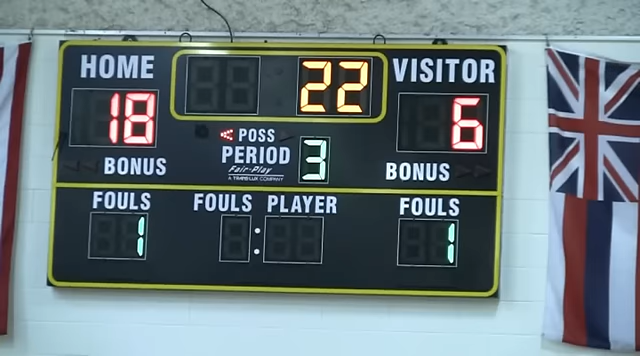 HOME 22 VISITOR
18 6
< POSS
PERIOD 3
Fair-Play
A TRANS-LUX COMPANY
BONUS BONUS
FOULS FOULS PLAYER FOULS
1 : 1